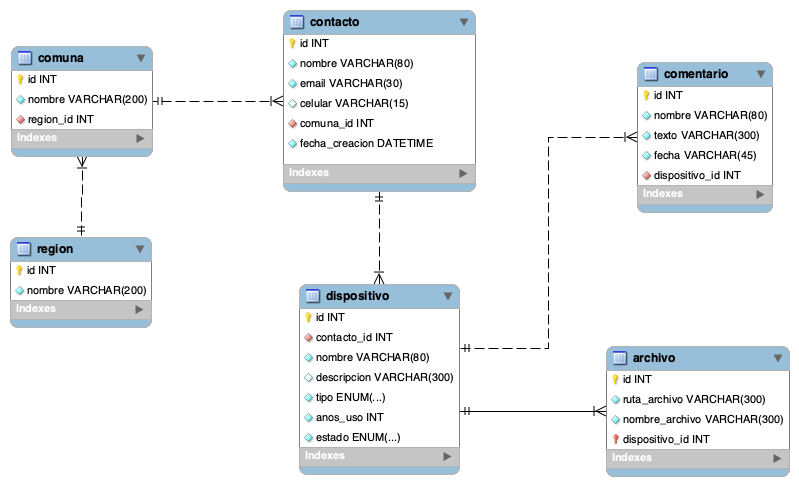 comuna
id INT
nombre VARCHAR(200)
region_id INT
Indexes
region
id INT
nombre VARCHAR(200)
Indexes
contacto
id INT
nombre VARCHAR(80)
email VARCHAR(30)
celular VARCHAR(15)
comuna_id INT
fecha_creacion DATETIME
Indexes
dispositivo
id INT
contacto_id INT
nombre VARCHAR(80)
descripcion VARCHAR(300)
tipo ENUM(...)
anos_uso INT
estado ENUM(...)
Indexes
comentario
id INT
nombre VARCHAR(80)
texto VARCHAR(300)
fecha VARCHAR(45)
dispositivo_id INT
Indexes
archivo
id INT
ruta_archivo VARCHAR(300)
nombre_archivo VARCHAR(300)
dispositivo_id INT
Indexes